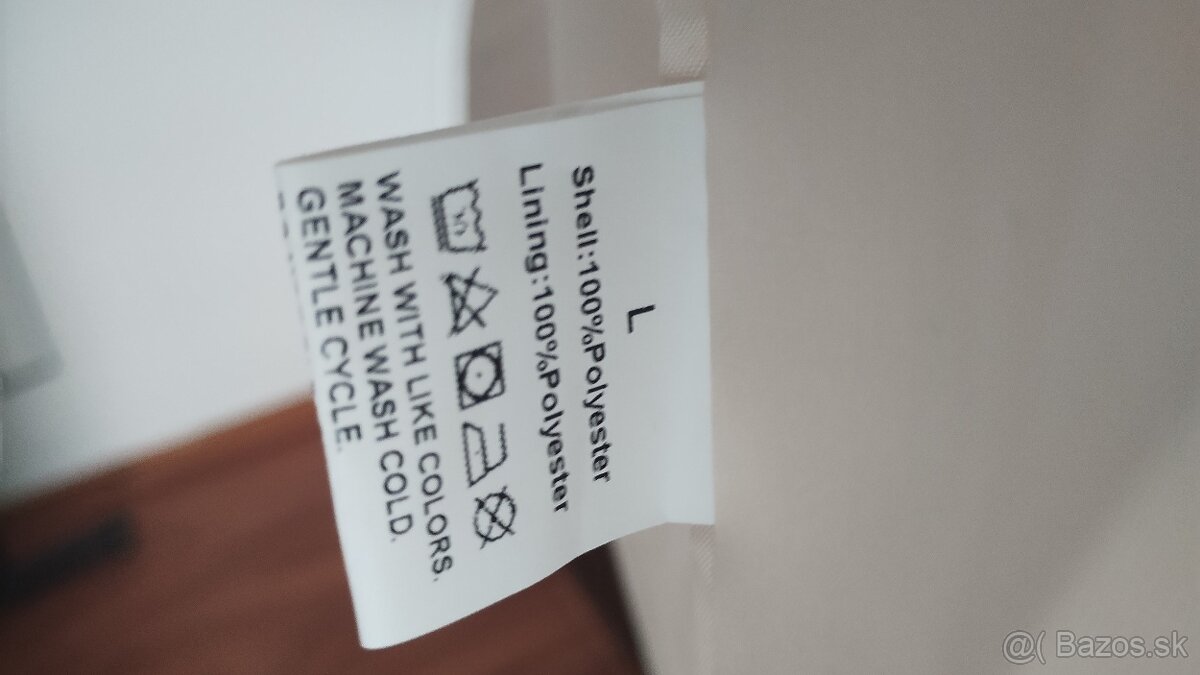 L
Shell:100%Polyester
Lining:100%Polyester
WASH WITH LIKE COLORS.
MACHINE WASH COLD.
GENTLE CYCLE.
@( Bazos.sk